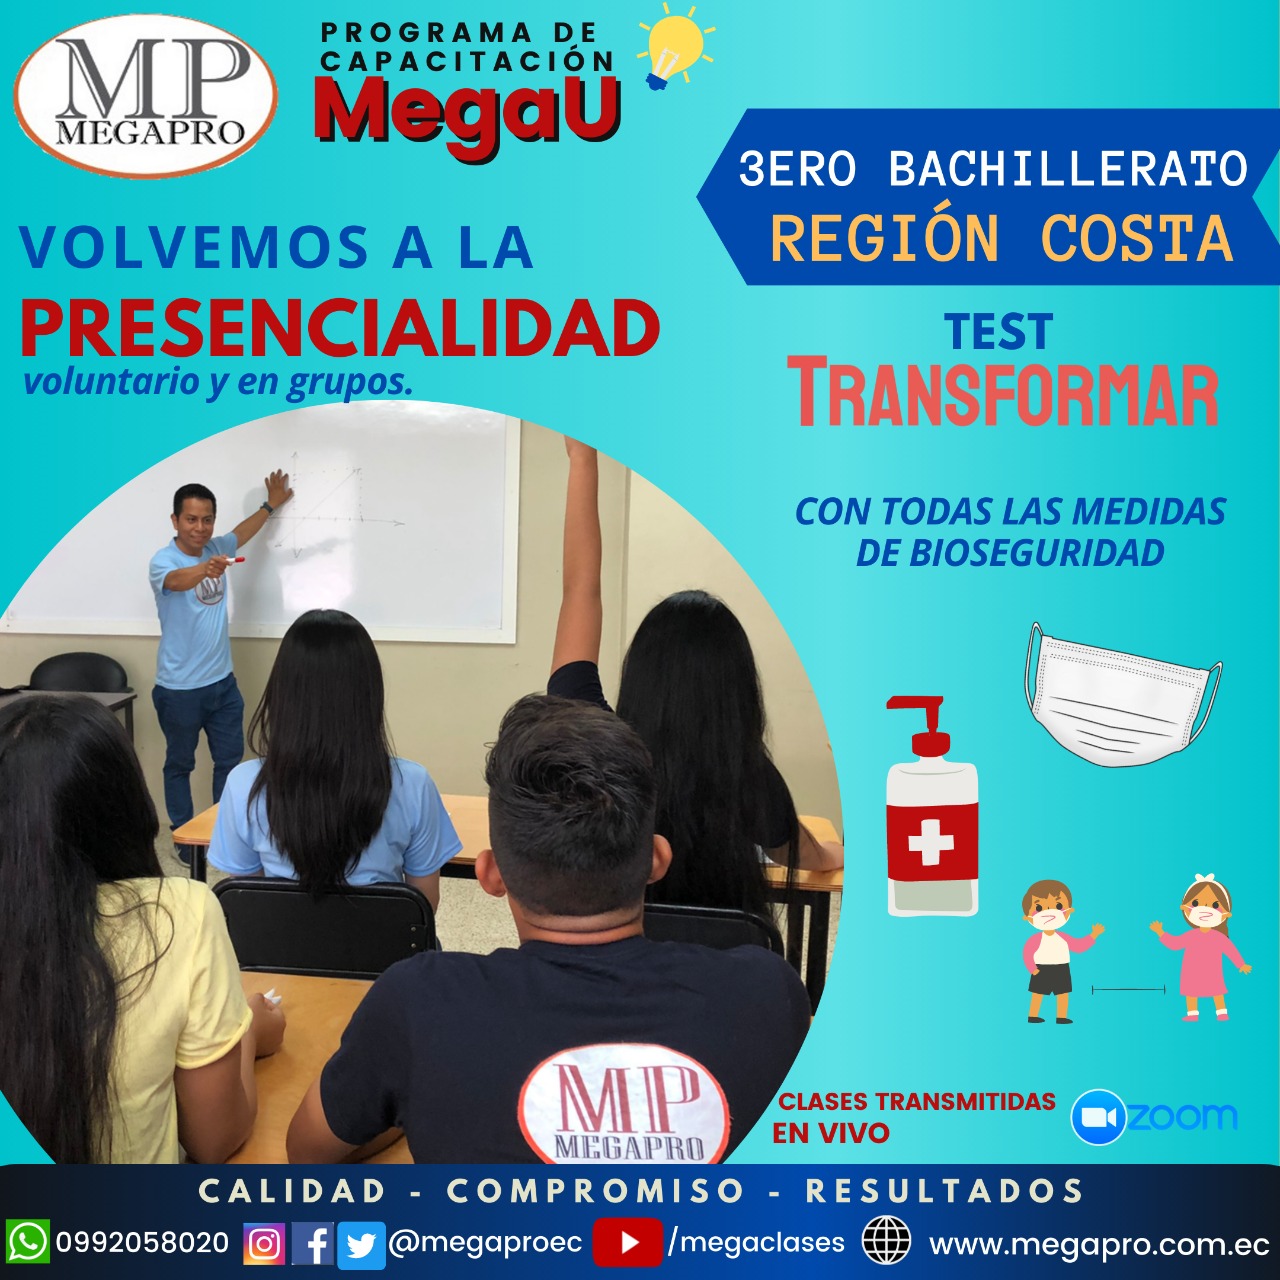 MP
MEGAPRO
PROGRAMA DE
CAPACITACIÓN
MegaU
3ERO BACHILLERATO
REGIÓN COSTA
VOLVEMOS A LA
PRESENCIALIDAD
voluntario y en grupos.
TEST
TRANSFORMAR
CON TODAS LAS MEDIDAS
DE BIOSEGURIDAD
MP
MP
MEGAPRO
CLASES TRANSMITIDAS
EN VIVO
zoom
CALIDAD - COMPROMISO - RESULTADOS
0992058020 @megaproec /megaclases www.megapro.com.ec